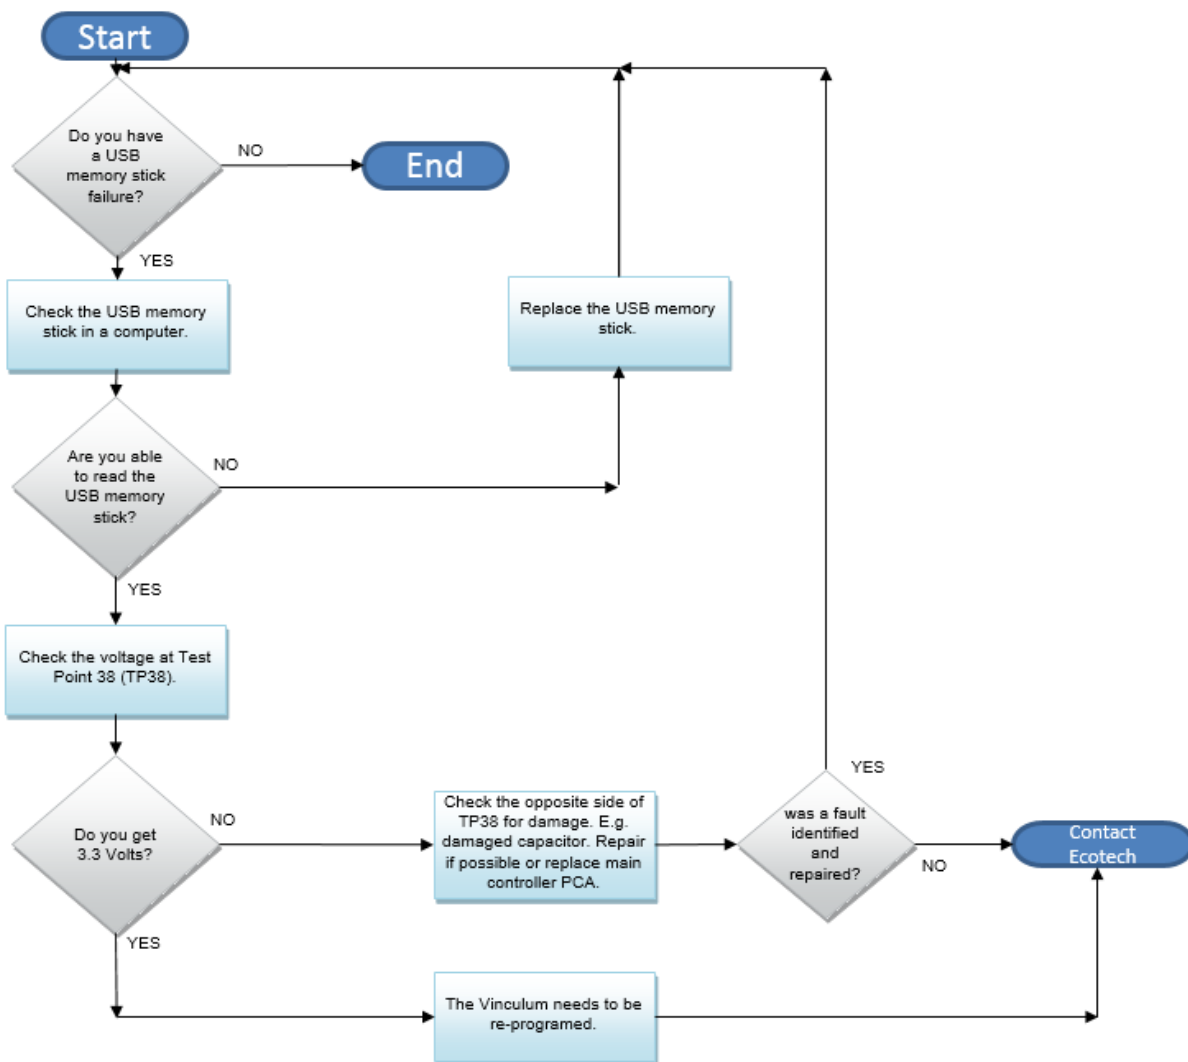 Start
Do you have
a USB
memory stick
failure?
NO
End
YES
Check the USB memory
stick in a computer.
Replace the USB memory
stick.
Are you able
to read the
USB memory
stick?
NO
YES
Check the voltage at Test
Point 38 (TP38).
Do you get
3.3 Volts?
NO
Check the opposite side of
TP38 for damage. E.g.
damaged capacitor. Repair
if possible or replace main
controller PCA.
was a fault
identified
and
repaired?
YES
NO
Contact
Ecotech
YES
The Vinculum needs to be
re-programed.